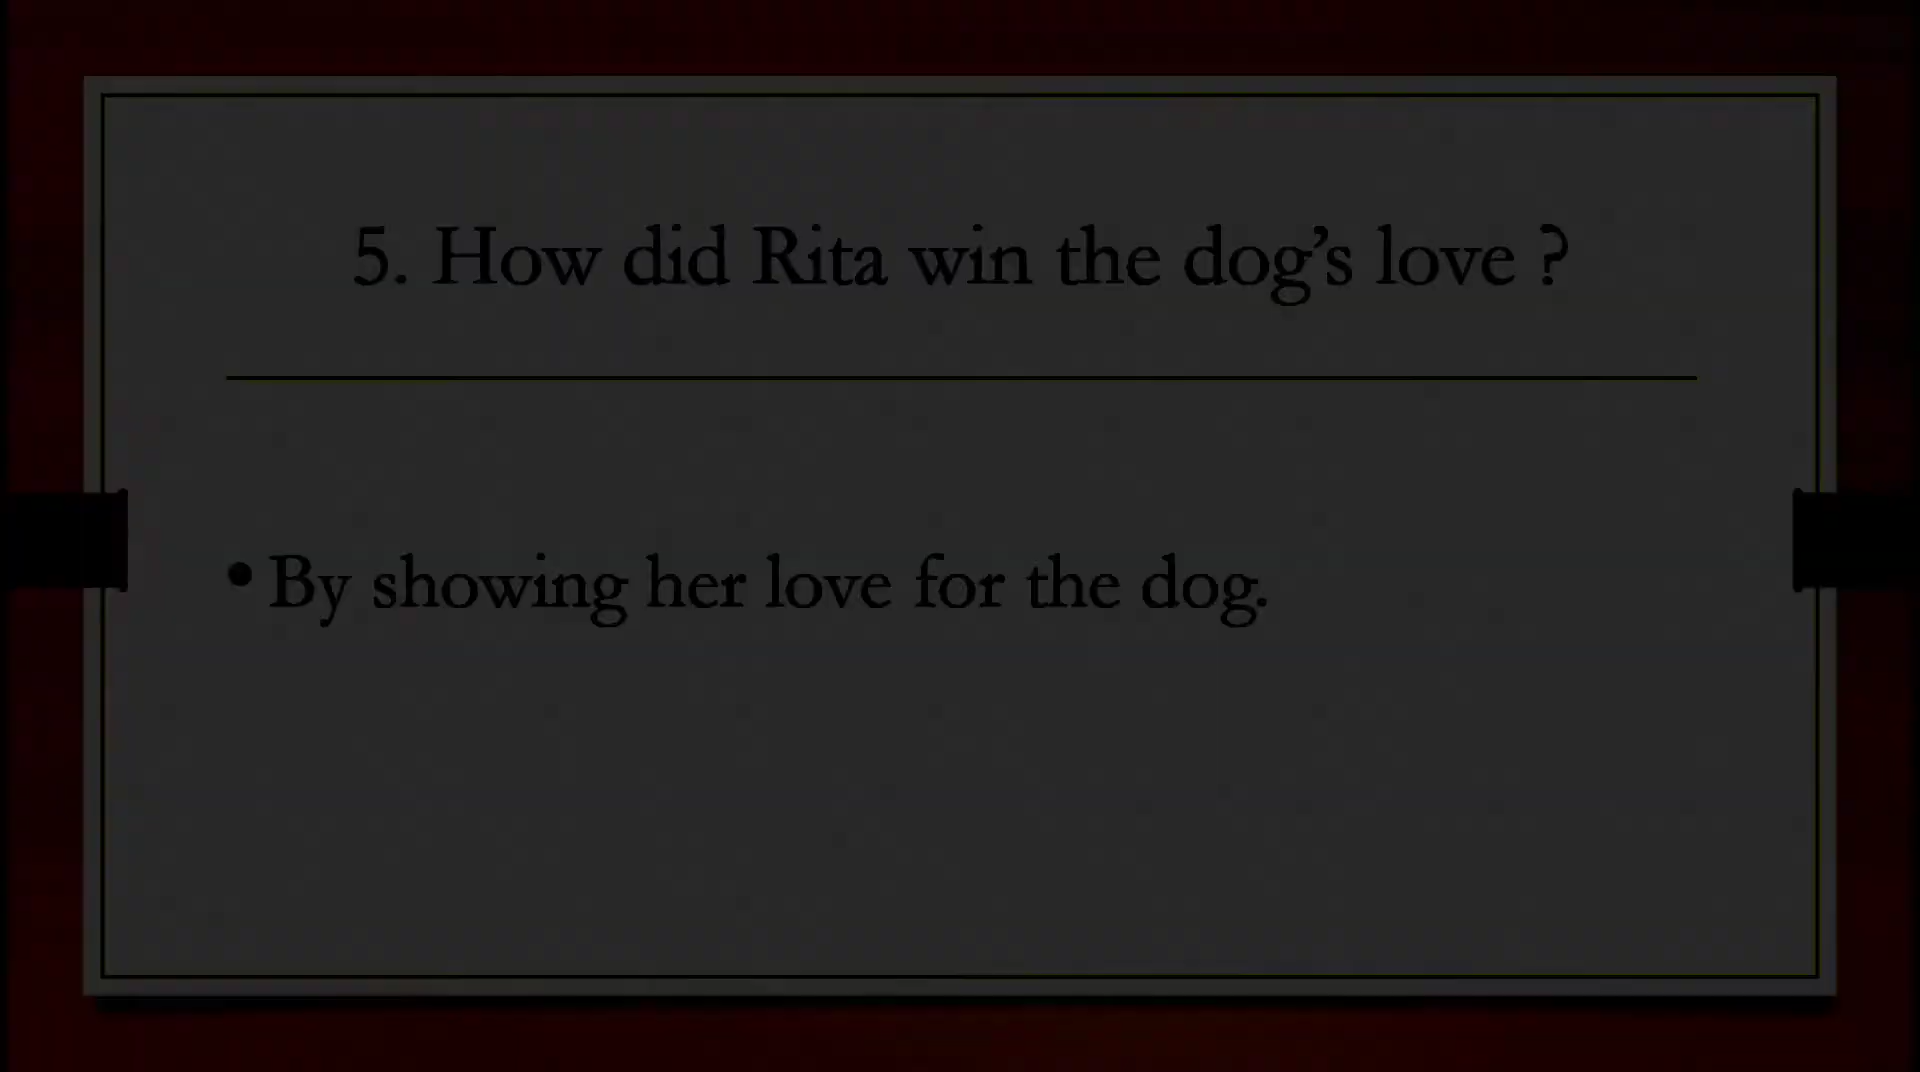 5. How did Rita win the dog’s love ?
• By showing her love for the dog.